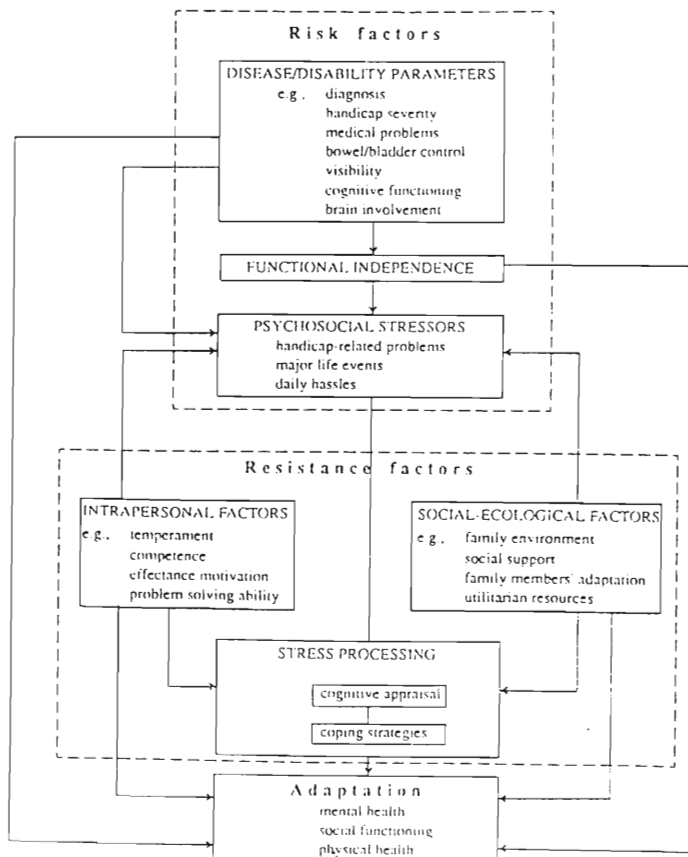 Risk factors
DISEASE/DISABILITY PARAMETERS
e.g., diagnosis
handicap severity
medical problems
bowel/bladder control
visibility
cognitive functioning
brain involvement
FUNCTIONAL INDEPENDENCE
PSYCHOSOCIAL STRESSORS
handicap-related problems
major life events
daily hassles
Resistance factors
INTRAPERSONAL FACTORS
e.g., temperament
competence
effectance motivation
problem solving ability
SOCIAL-ECOLOGICAL FACTORS
e.g., family environment
social support
family members' adaptation
utilitarian resources
STRESS PROCESSING
cognitive appraisal
coping strategies
Adaptation
mental health
social functioning
physical health